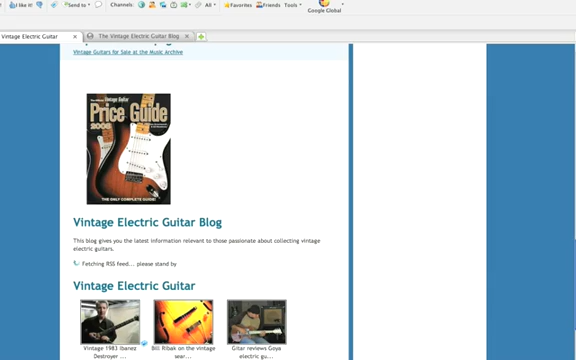 I like it!
Send to
Channels:
All
Favorites
Friends
Tools
Google Global
Vintage Electric Guitar
The Vintage Electric Guitar Blog
Vintage Guitars for Sale at the Music Archive
Vintage Guitar
Price Guide
2006
THE ONLY COMPLETE GUIDE!
Vintage Electric Guitar Blog
This blog gives you the latest information relevant to those passionate about collecting vintage
electric guitars.
Fetching RSS feed... please stand by
Vintage Electric Guitar
Vintage 1983 Ibanez
Destroyer ...
Bill Ribak on the vintage
war...
Gitar reviews Goya
electric gu...